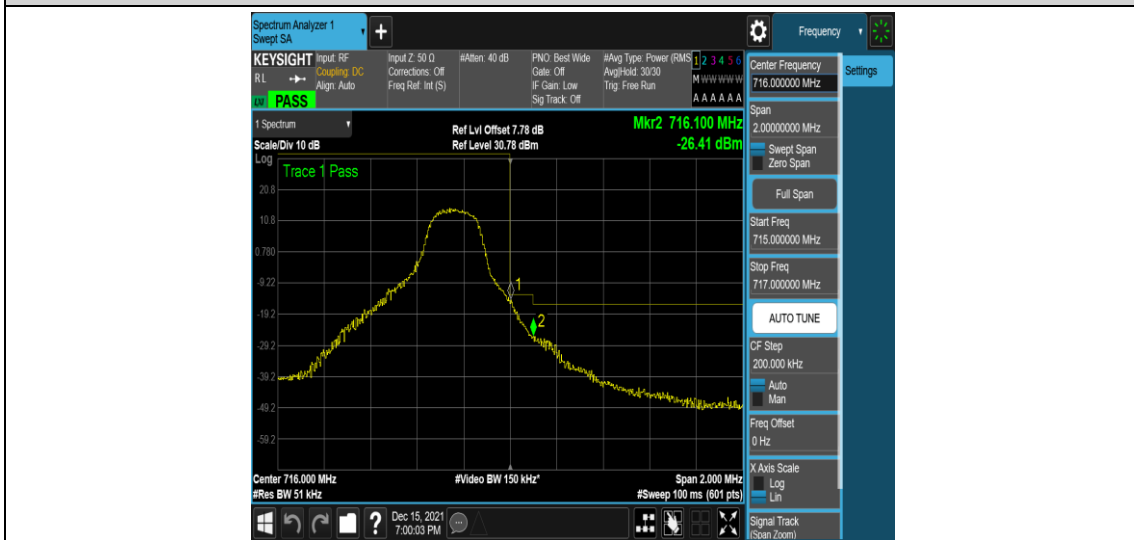 Spectrum Analyzer 1
Swept SA
+
Frequency
KEYSIGHT
RL
PASS
Input: RF
Coupling: DC
Align: Auto
Input Z: 50 Ω
Corrections: Off
Freq Ref: Int (S)
#Atten: 40 dB
PNO: Best Wide
Gate: Off
IF Gain: Low
Sig Track: Off
#Avg Type: Power (RMS
Avg|Hold: 30/30
Trig: Free Run
1 2 3 4 5 6
M W W W W W
A A A A A A
1 Spectrum
Scale/Div 10 dB
Ref Lvl Offset 7.78 dB
Ref Level 30.78 dBm
Mkr2 716.100 MHz
-26.41 dBm
Log
Trace 1 Pass
20.8
10.8
0.780
-9.22
-19.2
-29.2
-39.2
-49.2
-59.2
1
2
Center 716.000 MHz
#Video BW 150 kHz*
Span 2.000 MHz
#Res BW 51 kHz
#Sweep 100 ms (601 pts)
Center Frequency
716.000000 MHz
Settings
Span
2.00000000 MHz
Swept Span
Zero Span
Full Span
Start Freq
715.000000 MHz
Stop Freq
717.000000 MHz
AUTO TUNE
CF Step
200.000 kHz
Auto
Man
Freq Offset
0 Hz
X Axis Scale
Log
Lin
Signal Track
(Span Zoom)
?
Dec 15, 2021
7:00:03 PM